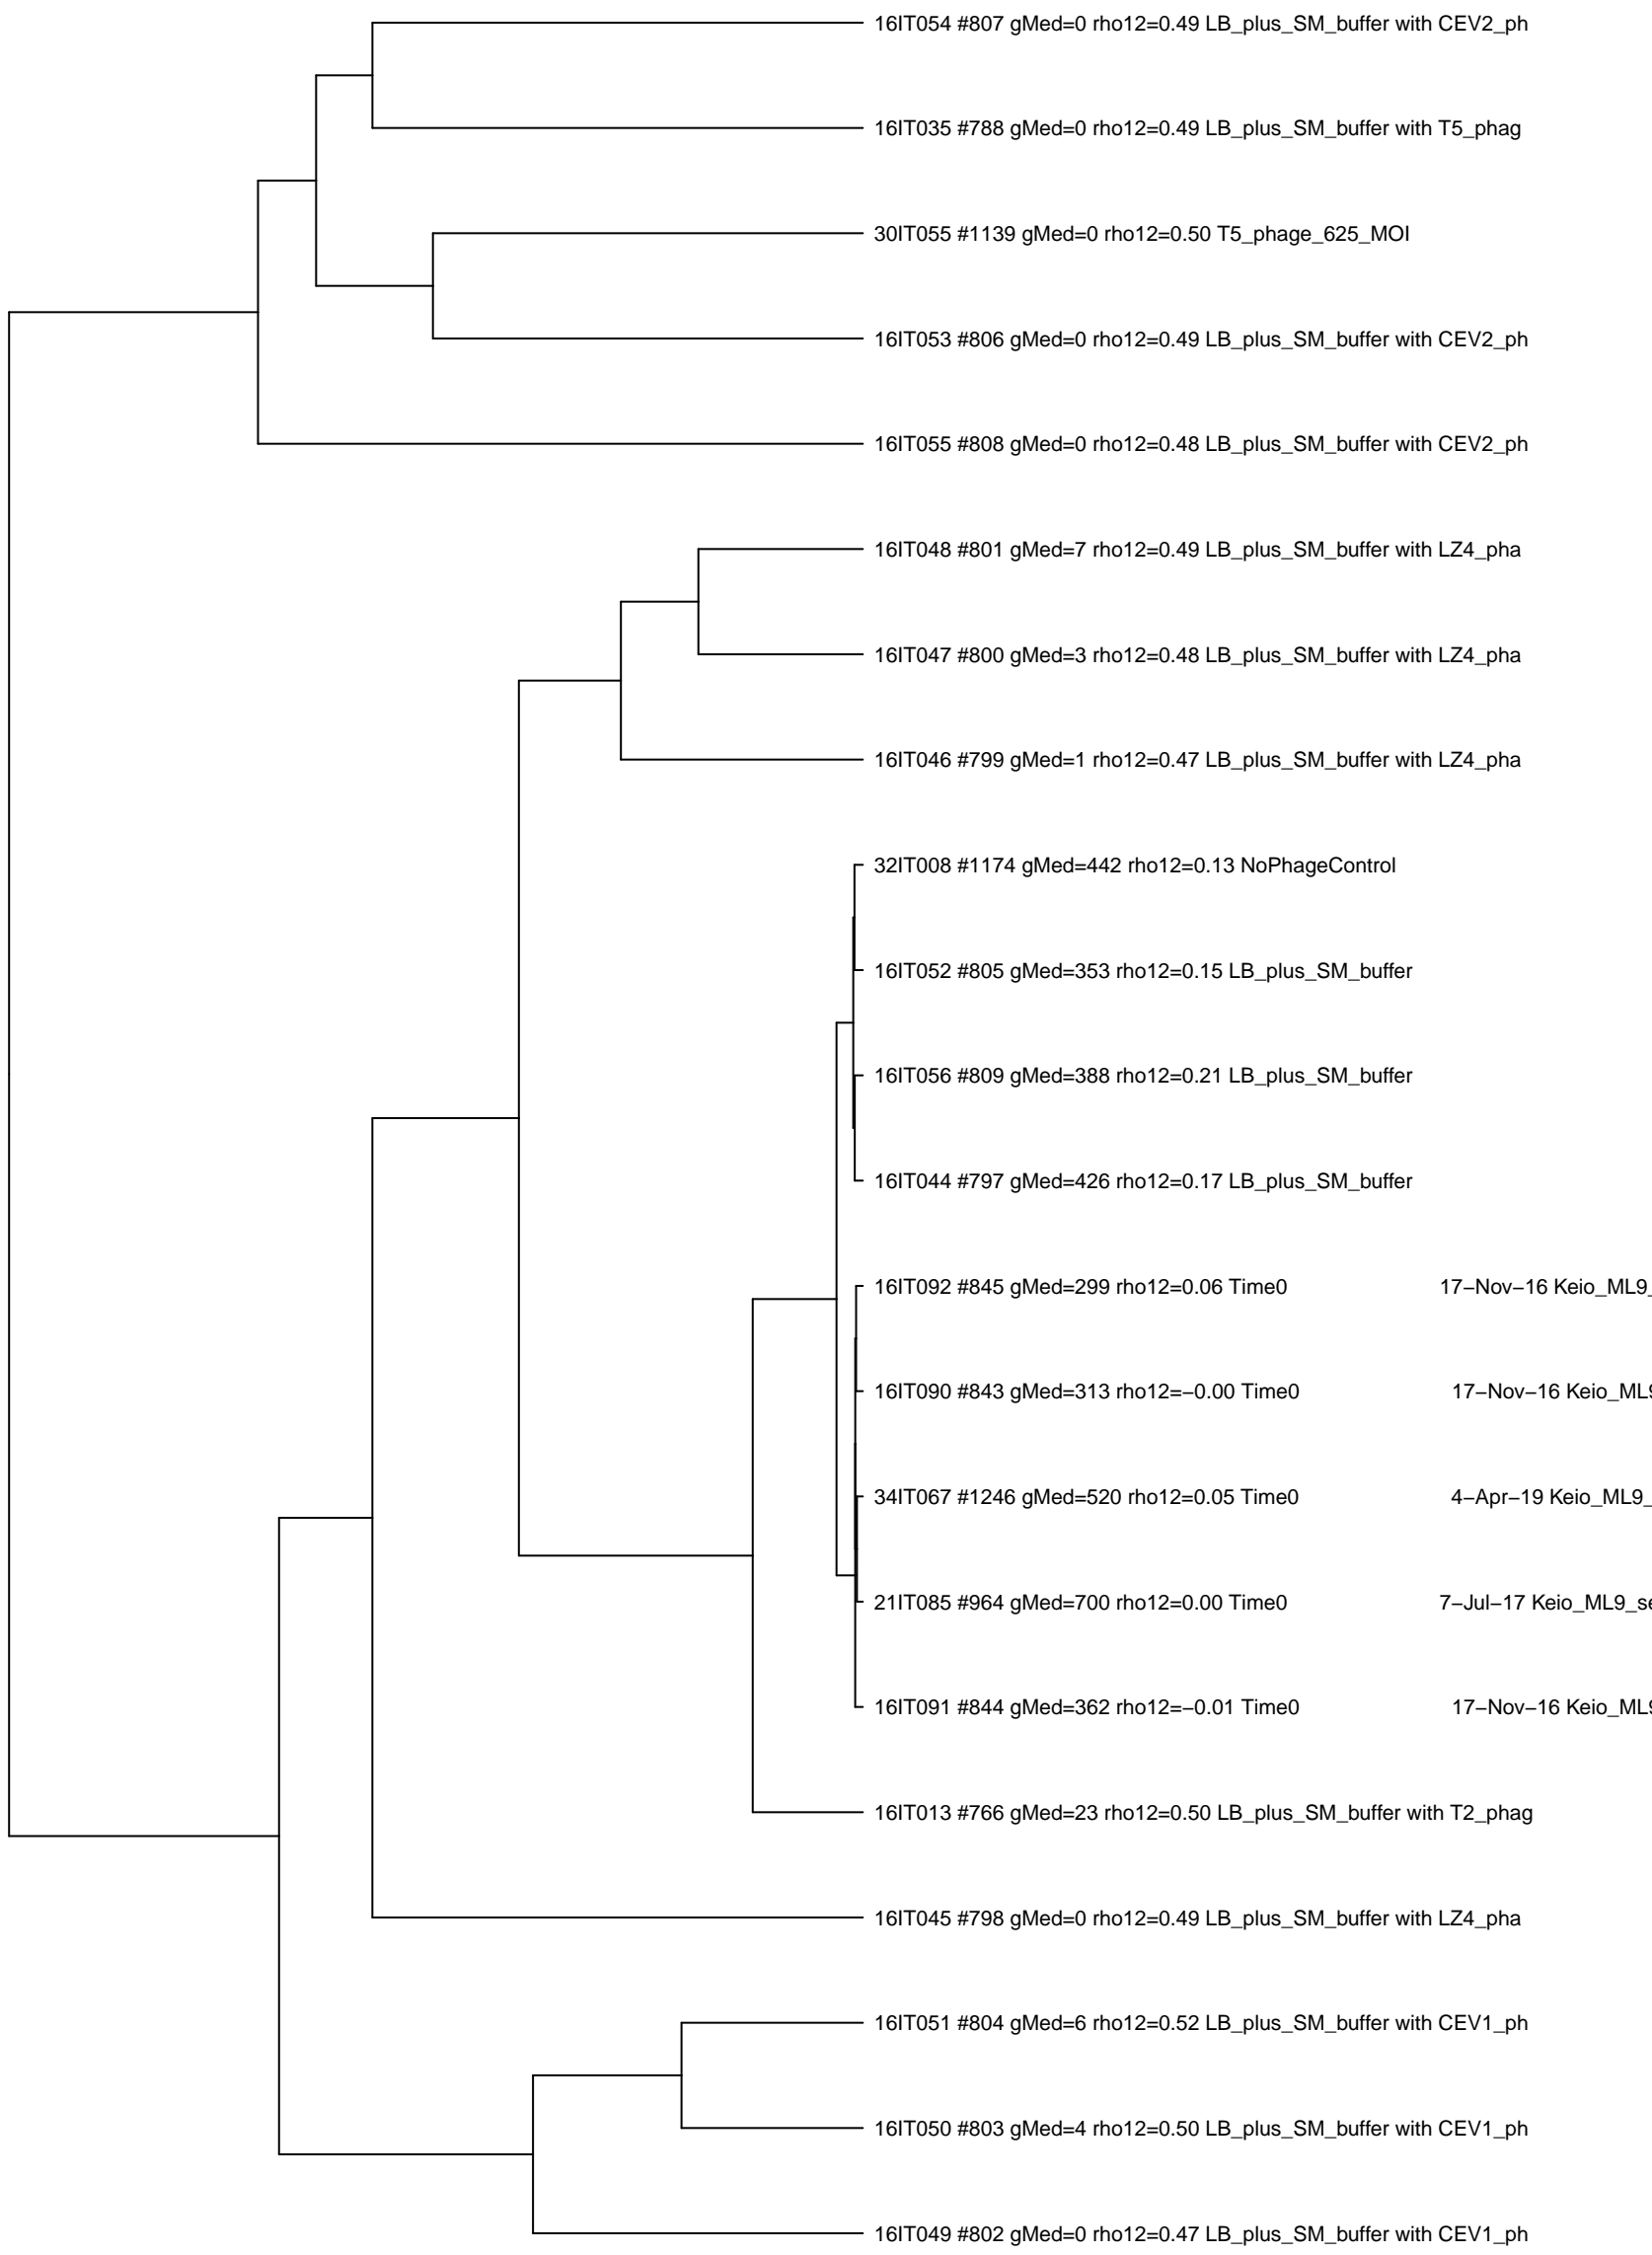 16IT054 #807 gMed=0 rho12=0.49 LB_plus_SM_buffer with CEV2_ph
16IT035 #788 gMed=0 rho12=0.49 LB_plus_SM_buffer with T5_phag
30IT055 #1139 gMed=0 rho12=0.50 T5_phage_625_MOI
16IT053 #806 gMed=0 rho12=0.49 LB_plus_SM_buffer with CEV2_ph
16IT055 #808 gMed=0 rho12=0.48 LB_plus_SM_buffer with CEV2_ph
16IT048 #801 gMed=7 rho12=0.49 LB_plus_SM_buffer with LZ4_pha
16IT047 #800 gMed=3 rho12=0.48 LB_plus_SM_buffer with LZ4_pha
16IT046 #799 gMed=1 rho12=0.47 LB_plus_SM_buffer with LZ4_pha
32IT008 #1174 gMed=442 rho12=0.13 NoPhageControl
16IT052 #805 gMed=353 rho12=0.15 LB_plus_SM_buffer
16IT056 #809 gMed=388 rho12=0.21 LB_plus_SM_buffer
16IT044 #797 gMed=426 rho12=0.17 LB_plus_SM_buffer
16IT092 #845 gMed=299 rho12=0.06 Time0 17−Nov−16 Keio_ML9_
16IT090 #843 gMed=313 rho12=−0.00 Time0 17−Nov−16 Keio_ML9
34IT067 #1246 gMed=520 rho12=0.05 Time0 4−Apr−19 Keio_ML9_
21IT085 #964 gMed=700 rho12=0.00 Time0 7−Jul−17 Keio_ML9_se
16IT091 #844 gMed=362 rho12=−0.01 Time0 17−Nov−16 Keio_ML9
16IT013 #766 gMed=23 rho12=0.50 LB_plus_SM_buffer with T2_phag
16IT045 #798 gMed=0 rho12=0.49 LB_plus_SM_buffer with LZ4_pha
16IT051 #804 gMed=6 rho12=0.52 LB_plus_SM_buffer with CEV1_ph
16IT050 #803 gMed=4 rho12=0.50 LB_plus_SM_buffer with CEV1_ph
16IT049 #802 gMed=0 rho12=0.47 LB_plus_SM_buffer with CEV1_ph